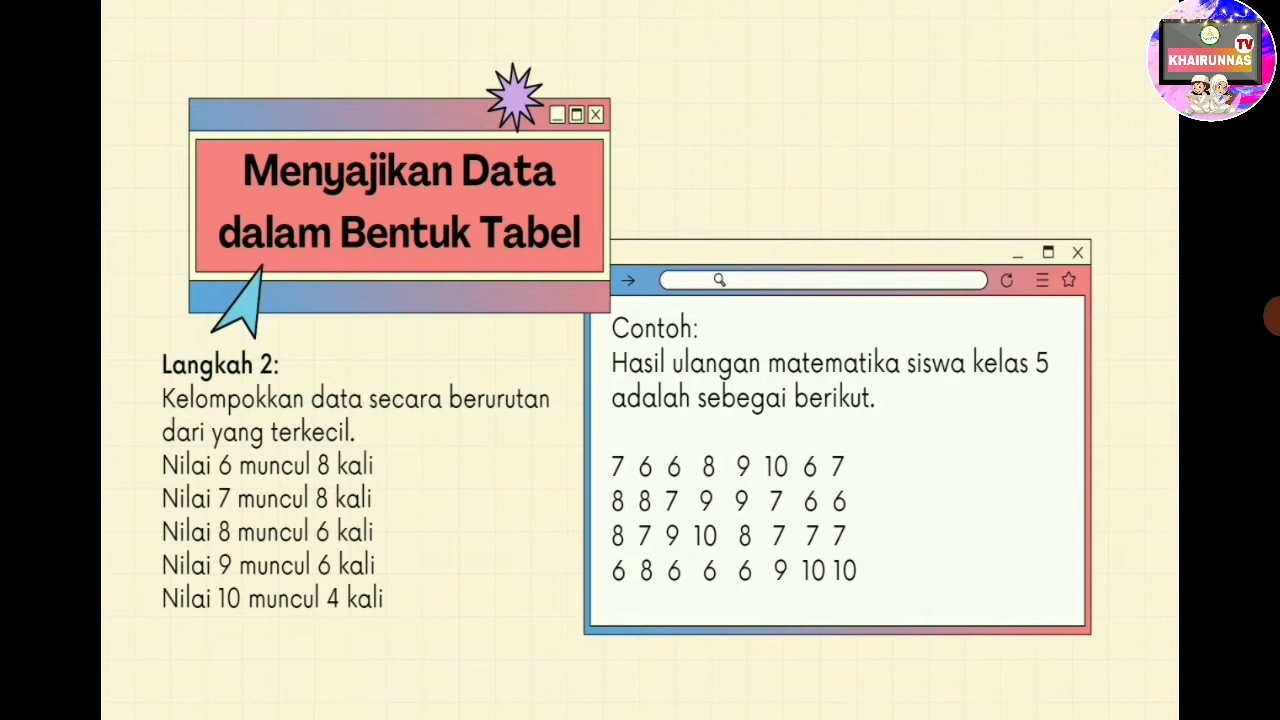 TV
KHAIRUNNAS
Menyajikan Data
dalam Bentuk Tabel
Langkah 2:
Kelompokkan data secara berurutan
dari yang terkecil.
Nilai 6 muncul 8 kali
Nilai 7 muncul 8 kali
Nilai 8 muncul 6 kali
Nilai 9 muncul 6 kali
Nilai 10 muncul 4 kali
Contoh:
Hasil ulangan matematika siswa kelas 5
adalah sebegai berikut.
7 6 6 8 9 10 6 7
8 8 7 9 9 7 6 6
8 7 9 10 8 7 7 7
6 8 6 6 6 9 10 10